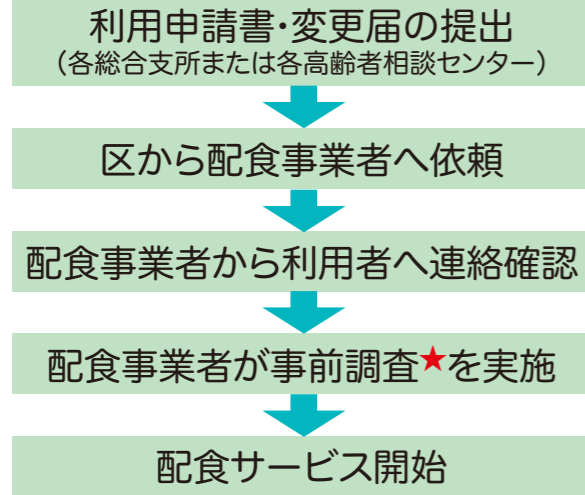 利用申請書・変更届の提出
（各総合支所または各高齢者相談センター）
区から配食事業者へ依頼
配食事業者から利用者へ連絡確認
配食事業者が事前調査★を実施
配食サービス開始